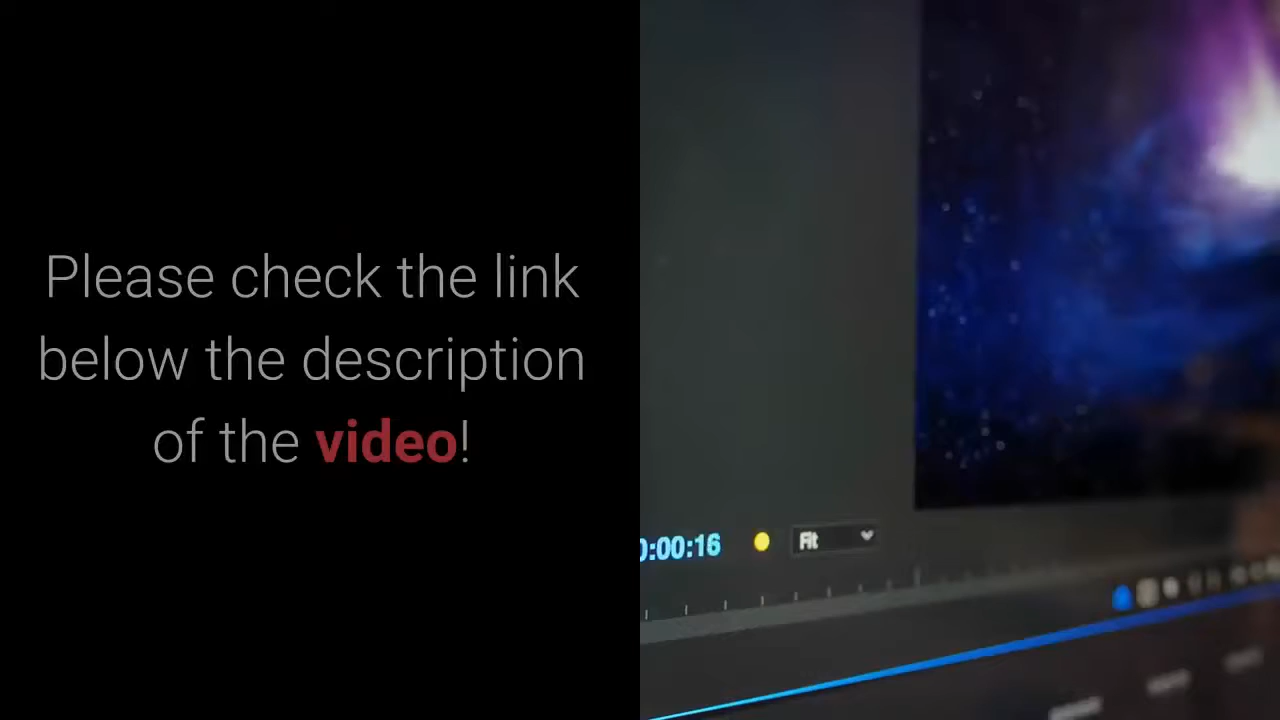 Please check the link
below the description
of the video!
0:00:16
Fit